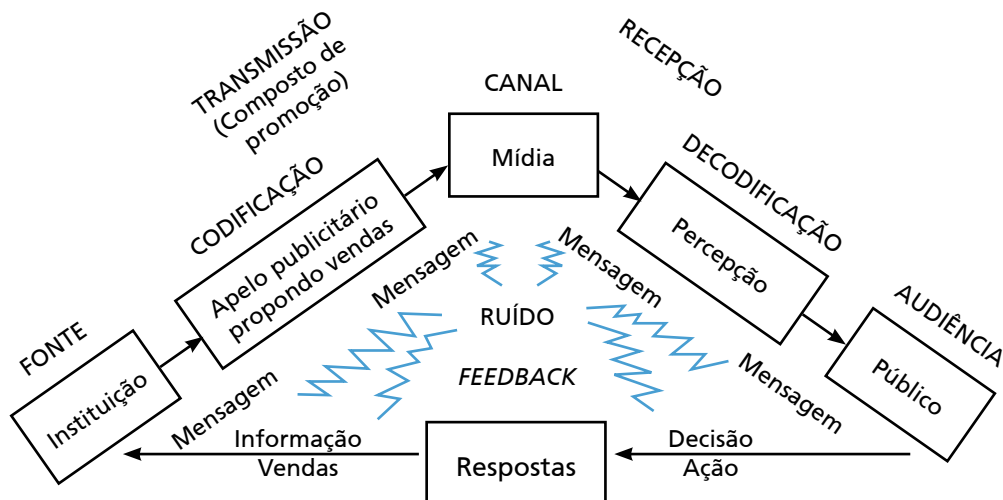 TRANSMISSÃO
(Composto de
promoção)
CANAL
RECEPÇÃO
Mídia
CODIFICAÇÃO
Apelo publicitário
propondo vendas
DECODIFICAÇÃO
Percepção
Mensagem
Mensagem
FONTE
Instituição
RUÍDO
AUDIÊNCIA
Público
FEEDBACK
Mensagem
Mensagem
Informação
Vendas
Respostas
Decisão
Ação